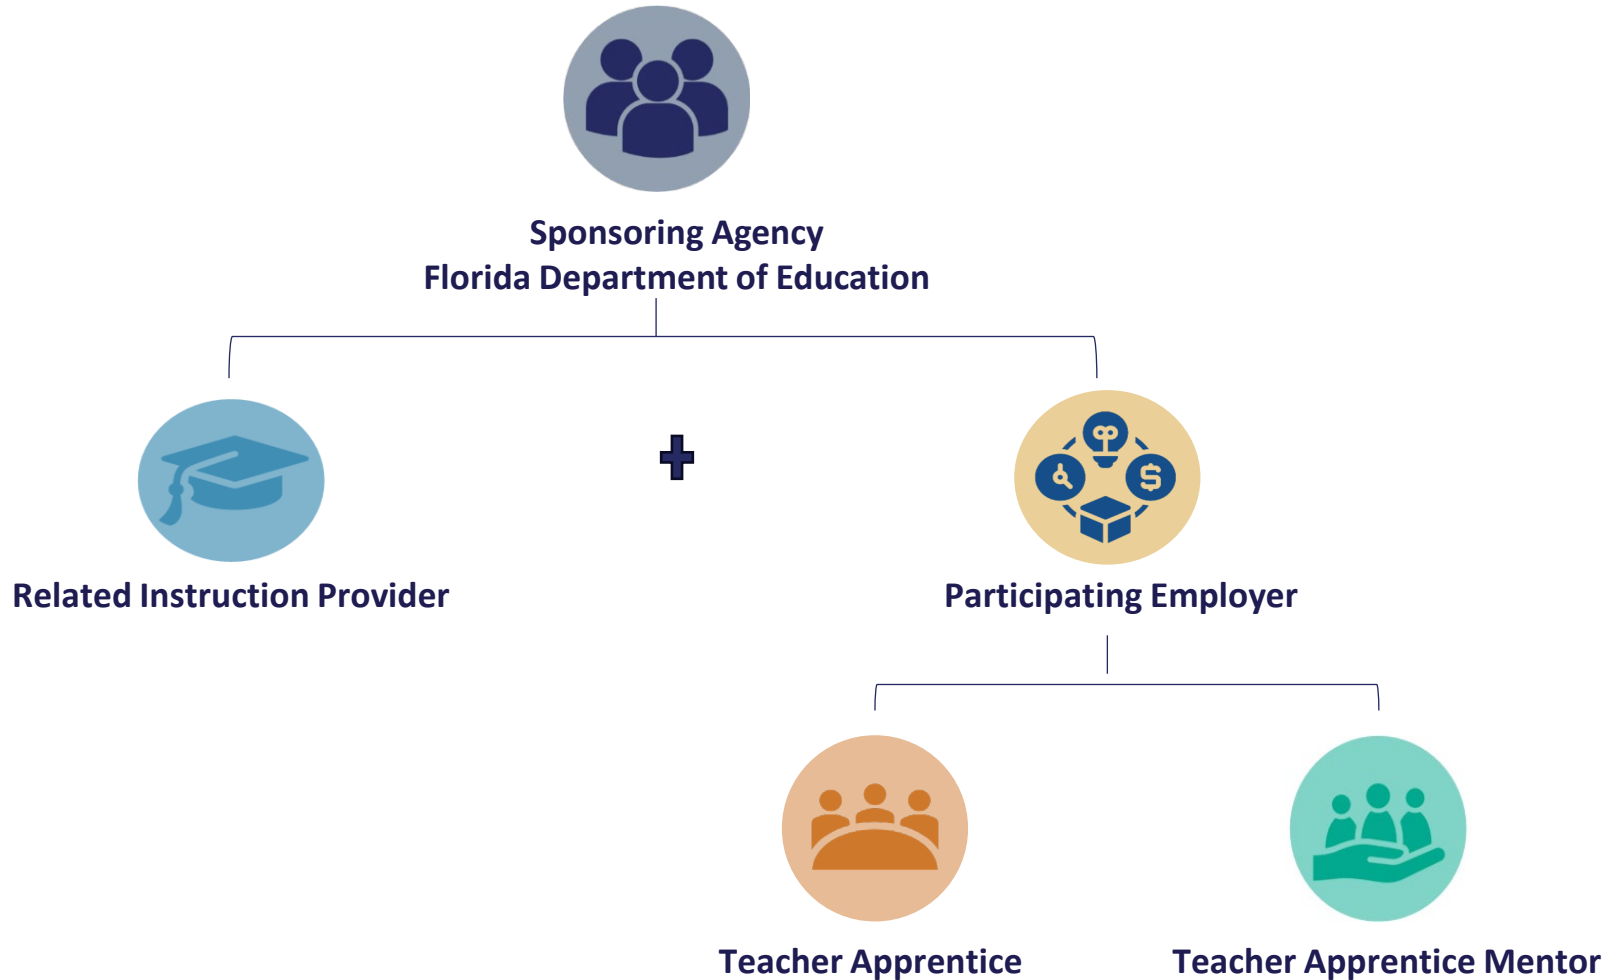 Sponsoring Agency
Florida Department of Education
Related Instruction Provider
Participating Employer
Teacher Apprentice
Teacher Apprentice Mentor